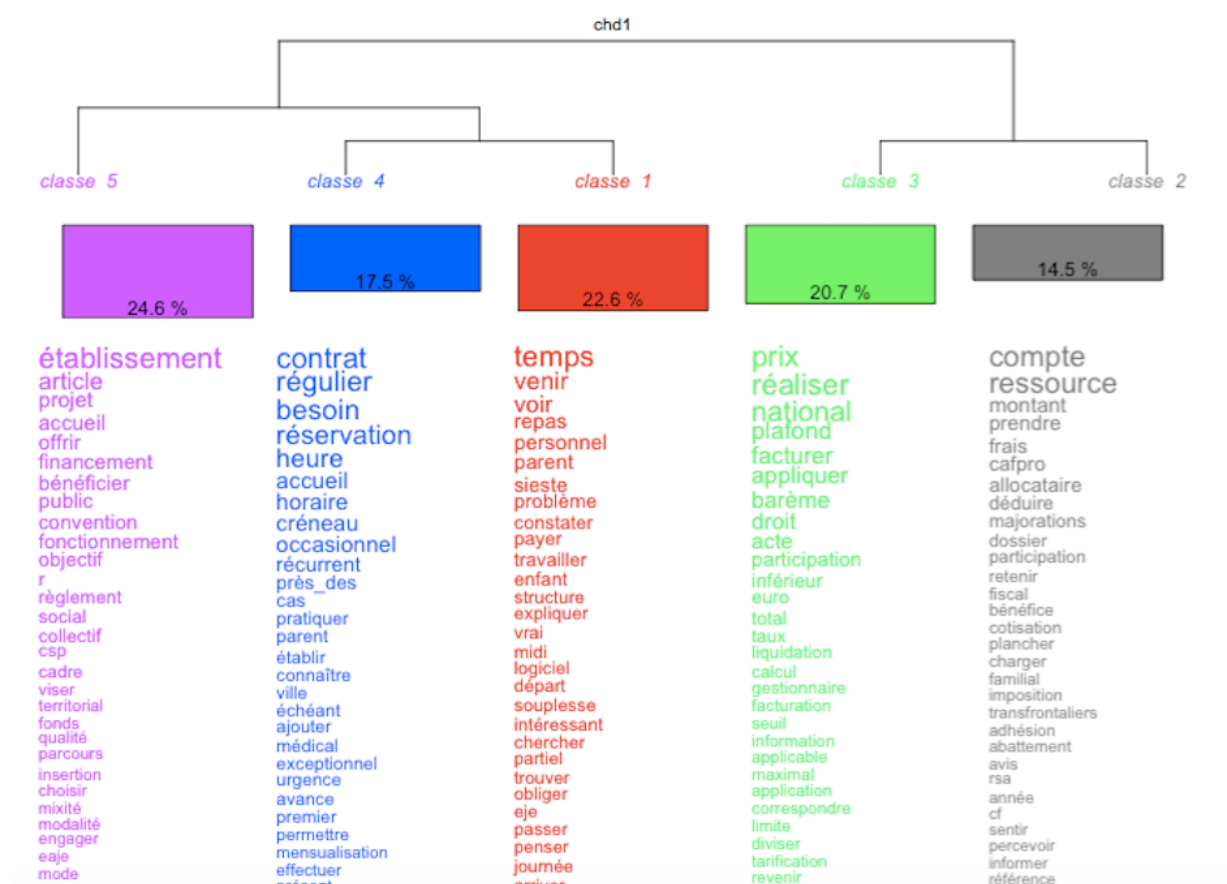 chd1
classe 5
classe 4
classe 1
classe 3
classe 2
24.6 %
17.5 %
22.6 %
20.7 %
14.5 %
établissement
article
projet
accueil
offrir
financement
bénéficier
public
convention
fonctionnement
objectif
r
règlement
social
collectif
csp
cadre
viser
territorial
fonds
qualité
parcours
insertion
choisir
mixité
modalité
engager
eaje
mode
contrat
régulier
besoin
réservation
heure
accueil
horaire
créneau
occasionnel
récurrent
près_des
cas
pratiquer
parent
établir
connaître
ville
échéant
ajouter
médical
exceptionnel
urgence
avance
premier
permettre
mensualisation
effectuer
temps
venir
voir
repas
personnel
parent
sieste
problème
constater
payer
travailler
enfant
structure
expliquer
vrai
midi
logiciel
départ
souplesse
intéressant
chercher
partiel
trouver
obliger
eje
passer
penser
journée
prix
réaliser
national
plafond
facturer
appliquer
barème
droit
acte
participation
inférieur
euro
total
taux
liquidation
calcul
gestionnaire
facturation
seuil
information
applicable
maximal
application
correspondre
limite
diviser
tarification
revenir
compte
ressource
montant
prendre
frais
cafpro
allocataire
déduire
majorations
dossier
participation
retenir
fiscal
bénéfice
cotisation
plancher
charger
familial
imposition
transfrontaliers
adhésion
abattement
avis
rsa
année
cf
sentir
percevoir
informer
référence